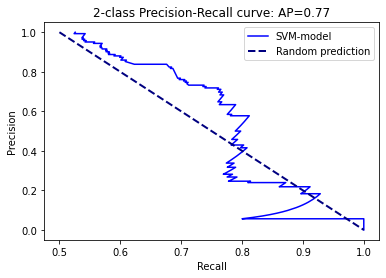 2-class Precision-Recall curve: AP=0.77
SVM-model
Random prediction
Precision
1.0
0.8
0.6
0.4
0.2
0.0
0.5
0.6
0.7
0.8
0.9
1.0
Recall